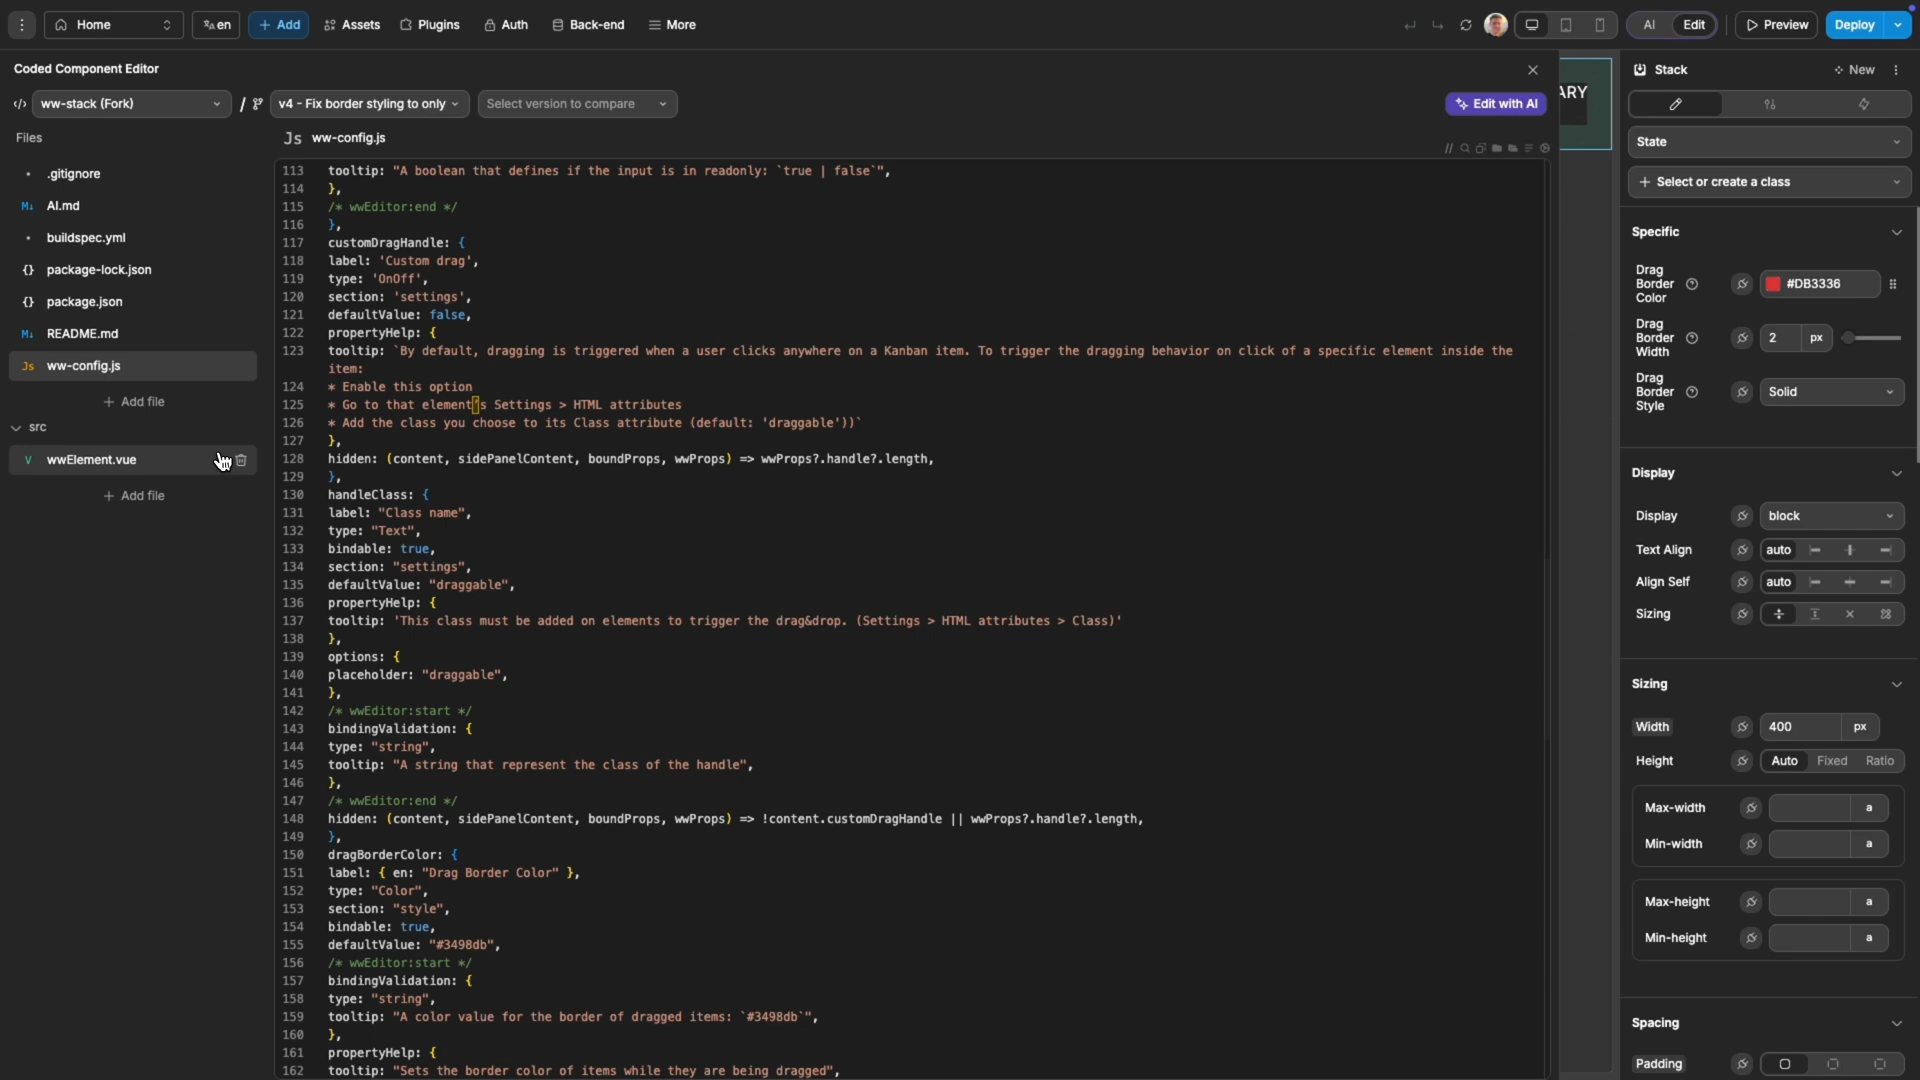 Home
en
+ Add
Assets
Plugins
Auth
Back-end
More
AI
Edit
Preview
Deploy
Coded Component Editor
ww-stack (Fork)
/
v4 - Fix border styling to only
Select version to compare
Edit with AI
Files
Js ww-config.js
.gitignore
M↓ AI.md
buildspec.yml
{} package-lock.json
{} package.json
M↓ README.md
Js ww-config.js
+ Add file
src
V wwElement.vue
+ Add file
113 tooltip: "A boolean that defines if the input is in readonly: `true | false`",
114 },
115 /* wwEditor:end */
116 },
117 customDragHandle: {
118 label: 'Custom drag',
119 type: 'OnOff',
120 section: 'settings',
121 defaultValue: false,
122 propertyHelp: {
123 tooltip: `By default, dragging is triggered when a user clicks anywhere on a Kanban item. To trigger the dragging behavior on click of a specific element inside the
item:
124 * Enable this option
125 * Go to that element's Settings > HTML attributes
126 * Add the class you choose to its Class attribute (default: 'draggable'))`
127 },
128 hidden: (content, sidePanelContent, boundProps, wwProps) => wwProps?.handle?.length,
129 },
130 handleClass: {
131 label: "Class name",
132 type: "Text",
133 bindable: true,
134 section: "settings",
135 defaultValue: "draggable",
136 propertyHelp: {
137 tooltip: 'This class must be added on elements to trigger the drag&drop. (Settings > HTML attributes > Class)'
138 },
139 options: {
140 placeholder: "draggable",
141 },
142 /* wwEditor:start */
143 bindingValidation: {
144 type: "string",
145 tooltip: "A string that represent the class of the handle",
146 },
147 /* wwEditor:end */
148 hidden: (content, sidePanelContent, boundProps, wwProps) => !content.customDragHandle || wwProps?.handle?.length,
149 },
150 dragBorderColor: {
151 label: { en: "Drag Border Color" },
152 type: "Color",
153 section: "style",
154 bindable: true,
155 defaultValue: "#3498db",
156 /* wwEditor:start */
157 bindingValidation: {
158 type: "string",
159 tooltip: "A color value for the border of dragged items: `#3498db`",
160 },
161 propertyHelp: {
162 tooltip: "Sets the border color of items while they are being dragged",
ARY
Stack
New
State
+ Select or create a class
Specific
Drag
Border
Color
#DB3336
Drag
Border
Width
2 px
Drag
Border
Style
Solid
Display
Display
block
Text Align
auto
Align Self
auto
Sizing
Sizing
Width
400 px
Height
Auto Fixed Ratio
Max-width
a
Min-width
a
Max-height
a
Min-height
a
Spacing
Padding